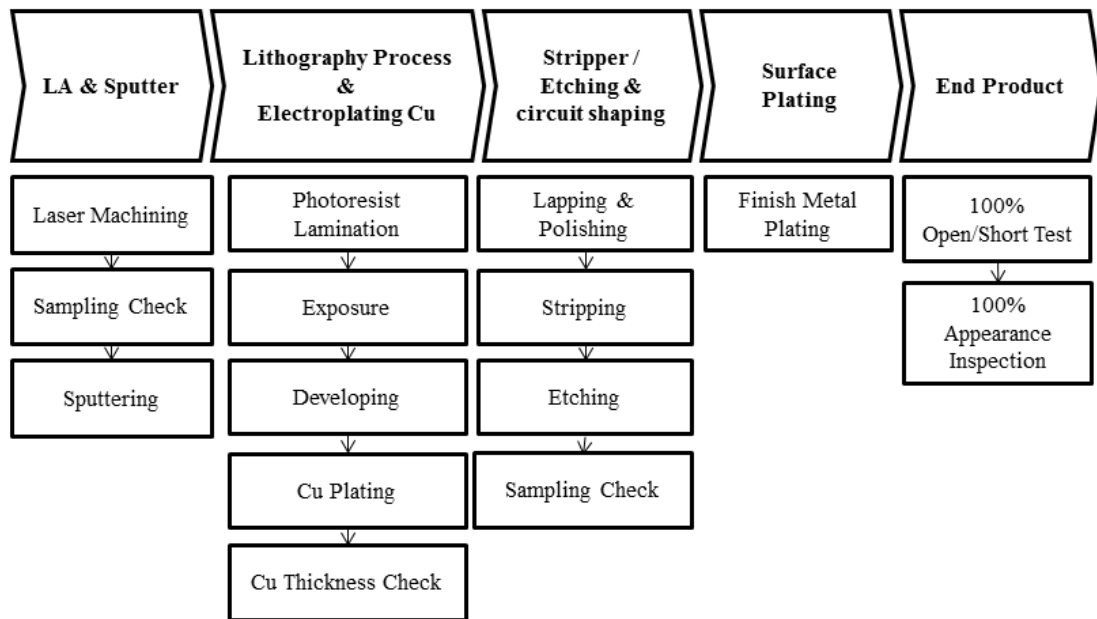 LA & Sputter
Lithography Process
&
Electroplating Cu
Stripper /
Etching &
circuit shaping
Surface
Plating
End Product
Laser Machining
Sampling Check
Sputtering
Photoresist
Lamination
Exposure
Developing
Cu Plating
Cu Thickness Check
Lapping &
Polishing
Stripping
Etching
Sampling Check
Finish Metal
Plating
100%
Open/Short Test
100%
Appearance
Inspection